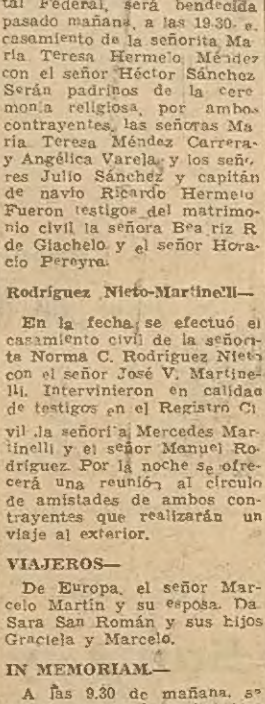 tal Federal, será bendecida
pasado mañana, a las 19.30 e.
casamiento de la señorita Ma
ría Teresa Hermelo Méndez
con el señor Héctor Sánchez
Serán padrinos de la cere
monia religiosa, por ambos
contrayentes, las señoras Ma
ría Teresa Méndez Carrera-
y Angélica Varela, y los seño
res Julio Sánchez y capitán
de navío Ricardo Hermelo
Fueron testigos del matrimo-
nio civil la señora Bea riz R
de Giachelo y el señor Hora-
cio Pereyra.
Rodríguez Nieto-Martinelli—
En la fecha se efectuó el
casamiento civil de la señori-
ta Norma C. Rodríguez Nieto
con el señor José V. Martine-
lli. Intervinieron en calidad
de testigos en el Registro Ci
vil la señorita Mercedes Mar-
tinelli y el señor Manuel Ro-
dríguez. Por la noche se ofre-
cerá una reunión al círculo
de amistades de ambos con-
trayentes que realizarán un
viaje al exterior.
VIAJEROS—
De Europa, el señor Mar-
celo Martín y su esposa. Da.
Sara San Román y sus hijos
Graciela y Marcelo.
IN MEMORIAM.—
A las 9.30 de mañana, se